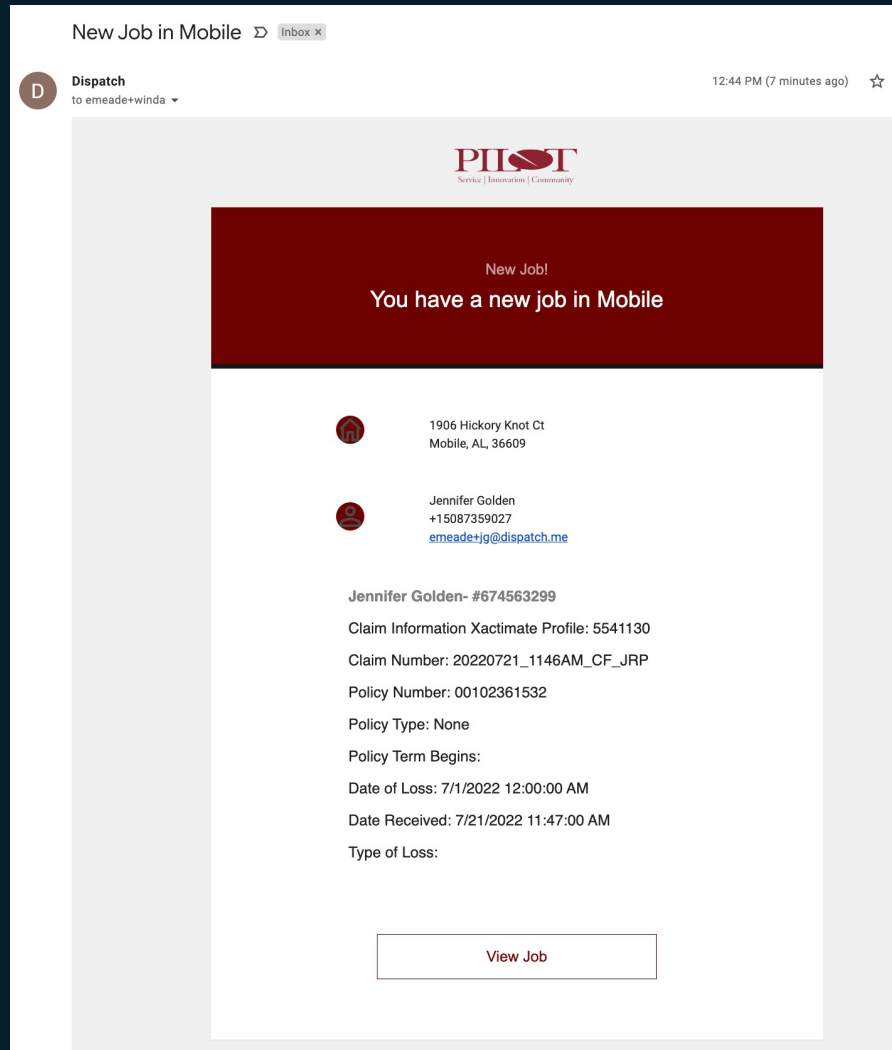 New Job in Mobile
Inbox ×
D
Dispatch
12:44 PM (7 minutes ago)
to emeade+winda
PILOT
Service | Innovation | Community
New Job!
You have a new job in Mobile
1906 Hickory Knot Ct
Mobile, AL, 36609
Jennifer Golden
+15087359027
emeade+jg@dispatch.me
Jennifer Golden- #674563299
Claim Information Xactimate Profile: 5541130
Claim Number: 20220721_1146AM_CF_JRP
Policy Number: 00102361532
Policy Type: None
Policy Term Begins:
Date of Loss: 7/1/2022 12:00:00 AM
Date Received: 7/21/2022 11:47:00 AM
Type of Loss:
View Job